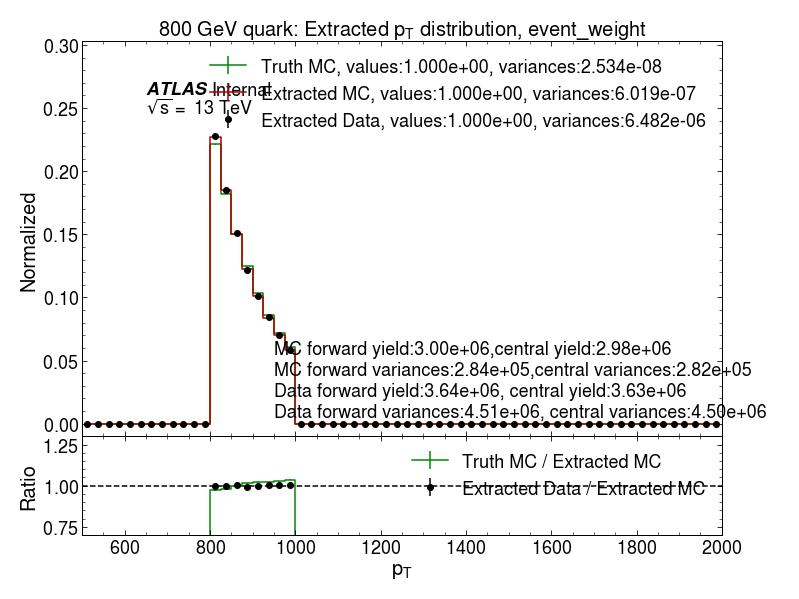 800 GeV quark: Extracted pT distribution, event_weight
0.30
0.25
0.20
0.15
0.10
0.05
0.00
Normalized
Truth MC, values:1.000e+00, variances:2.534e-08
Extracted MC, values:1.000e+00, variances:6.019e-07
Extracted Data, values:1.000e+00, variances:6.482e-06
ATLAS Internal
√s = 13 TeV
MC forward yield:3.00e+06,central yield:2.98e+06
MC forward variances:2.84e+05,central variances:2.82e+05
Data forward yield:3.64e+06, central yield:3.63e+06
Data forward variances:4.51e+06, central variances:4.50e+06
1.25
1.00
0.75
Ratio
Truth MC / Extracted MC
Extracted Data / Extracted MC
600 800 1000 1200 1400 1600 1800 2000
pT